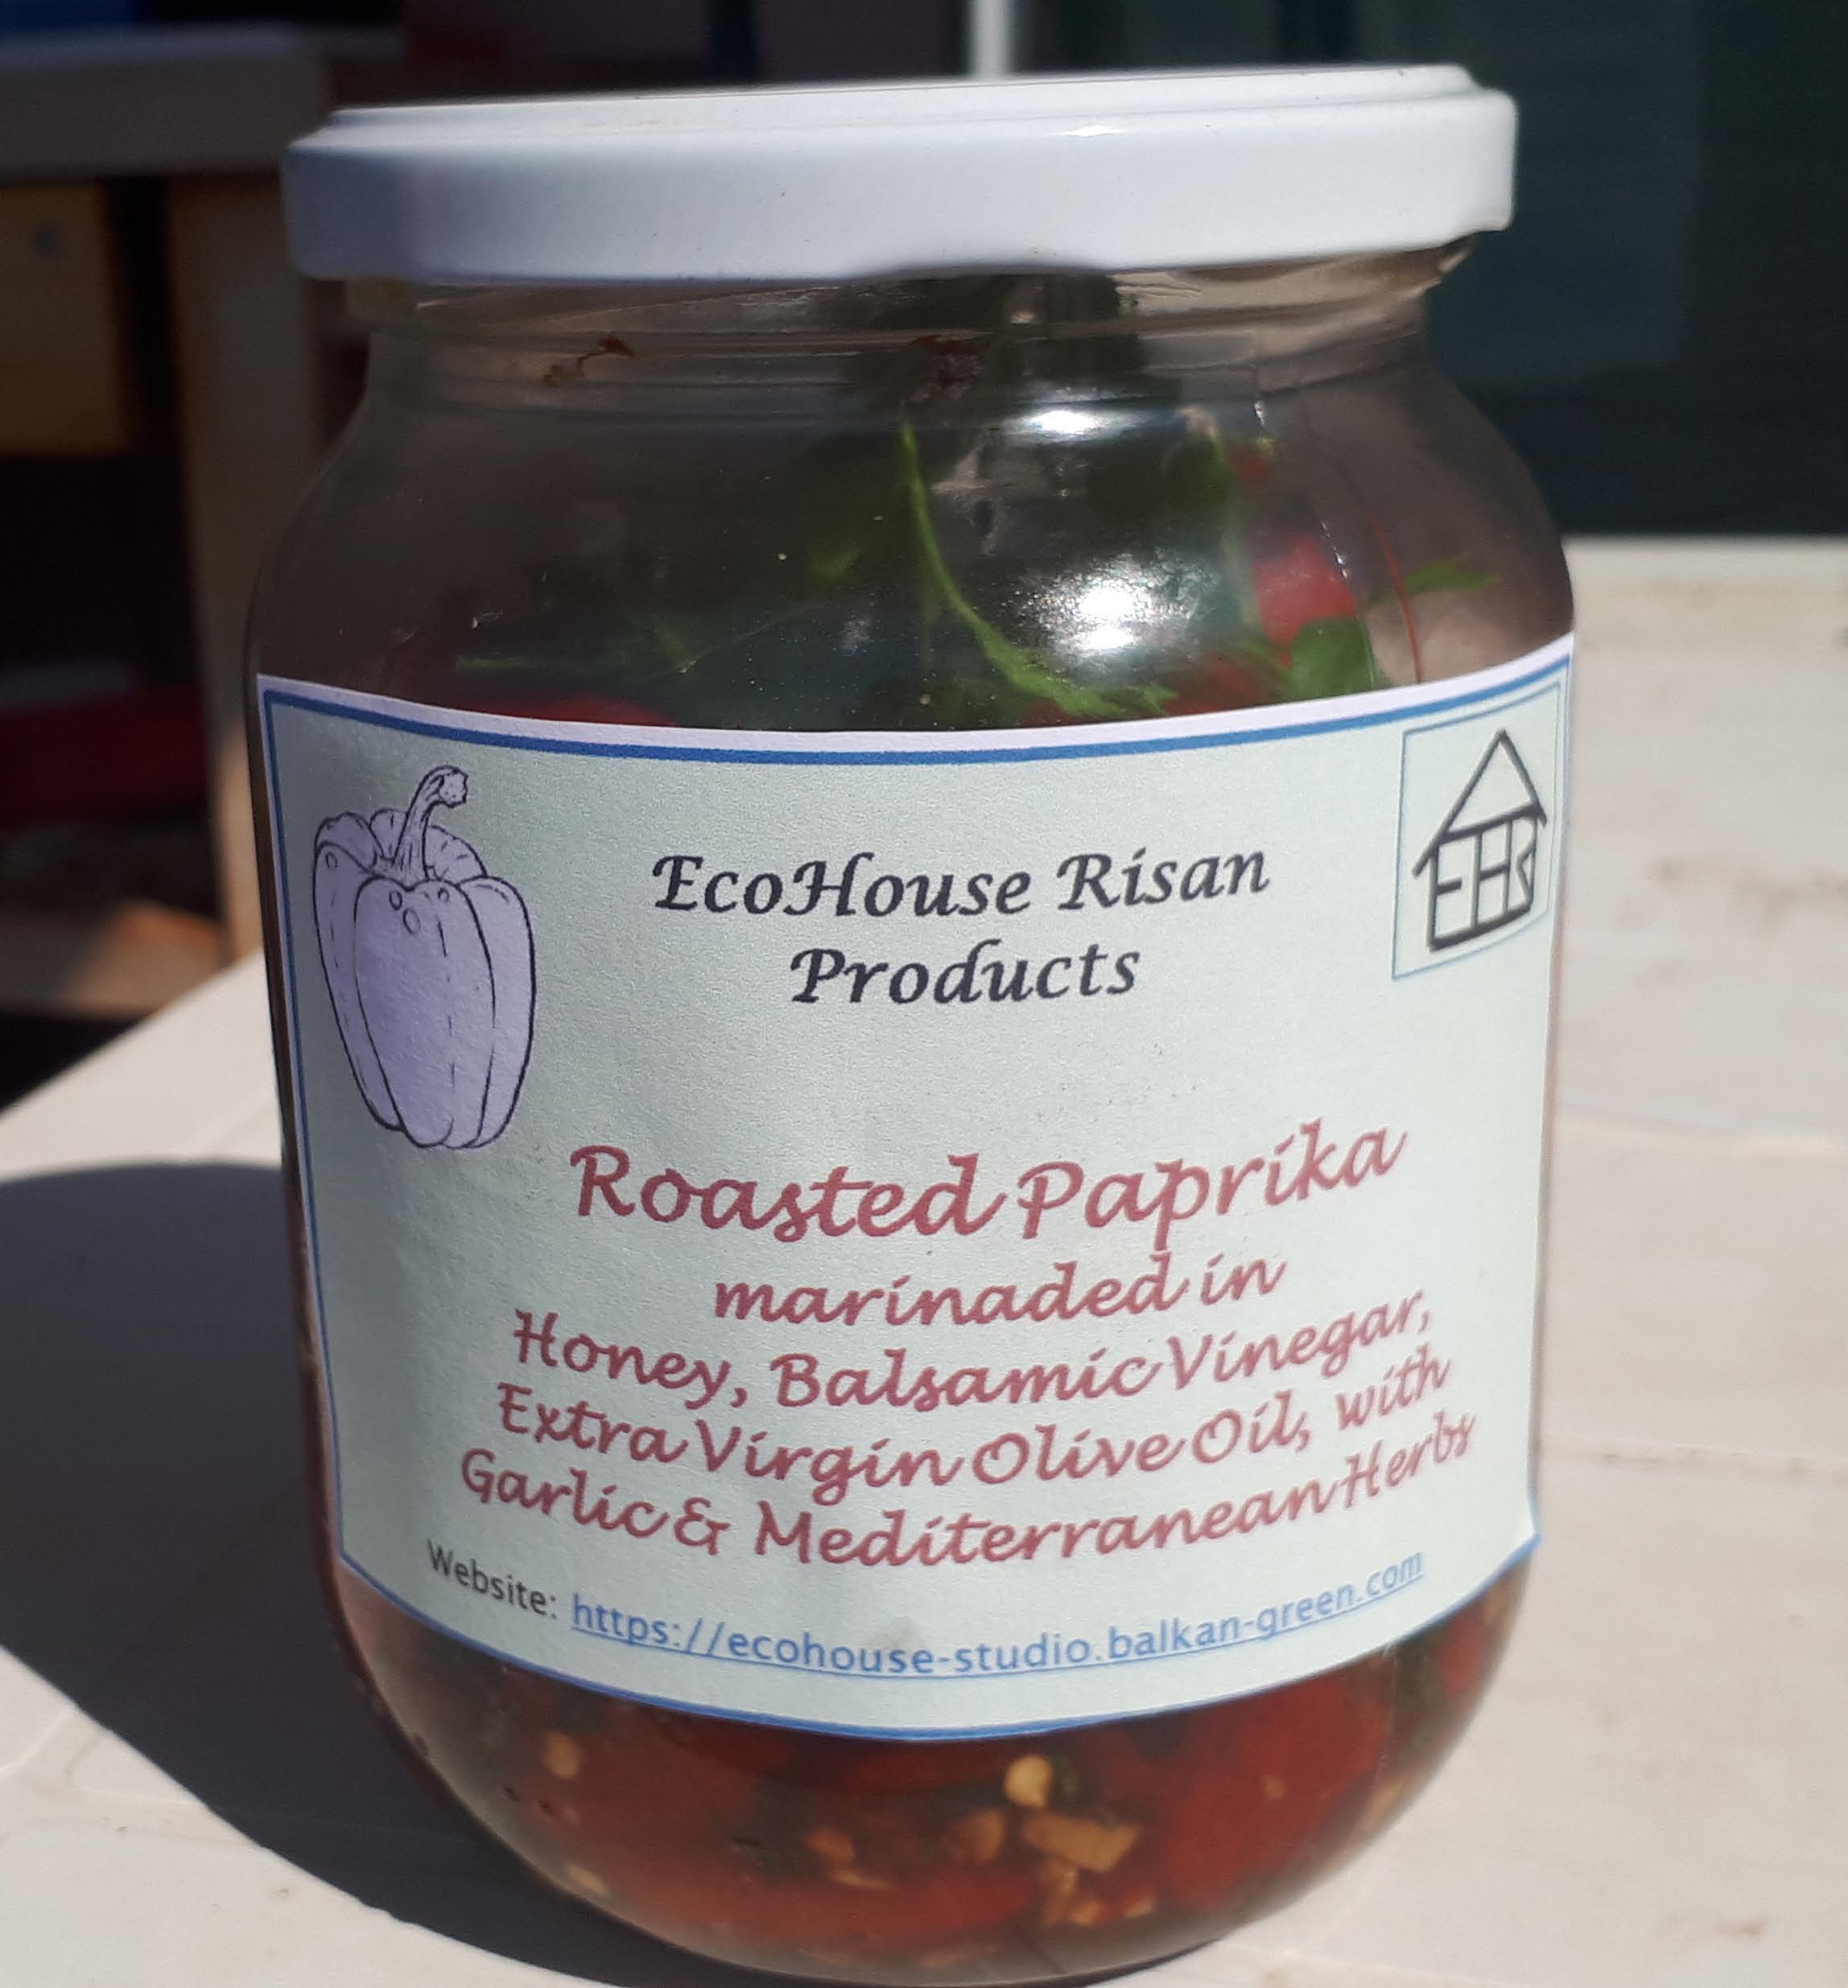 EcoHouse Risan
Products
EHS
Roasted Paprika
marinaded in
Honey, Balsamic Vinegar,
Extra Virgin Olive Oil, with
Garlic & Mediterranean Herbs
Website: https://ecohouse-studio.balkan-green.com